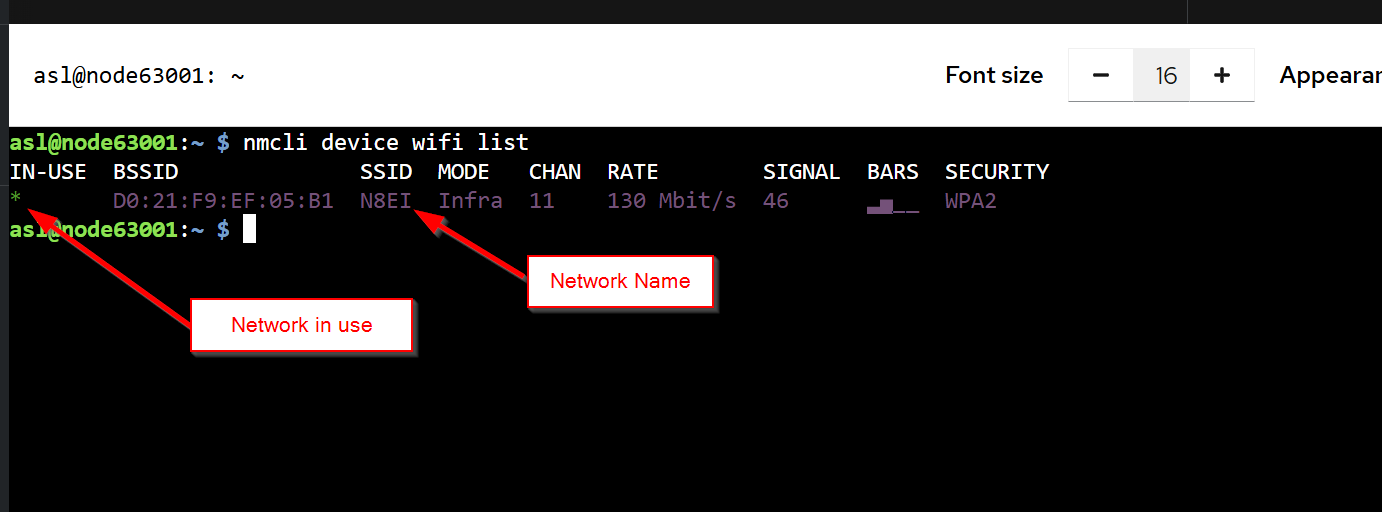 asl@node63001: ~
Font size − 16 + Appearar
asl@node63001:~ $ nmcli device wifi list
IN-USE  BSSID              SSID  MODE   CHAN  RATE        SIGNAL  BARS  SECURITY
*       D0:21:F9:EF:05:B1  N8EI  Infra  11    130 Mbit/s  46      ▂▄__  WPA2
asl@node63001:~ $
Network Name
Network in use